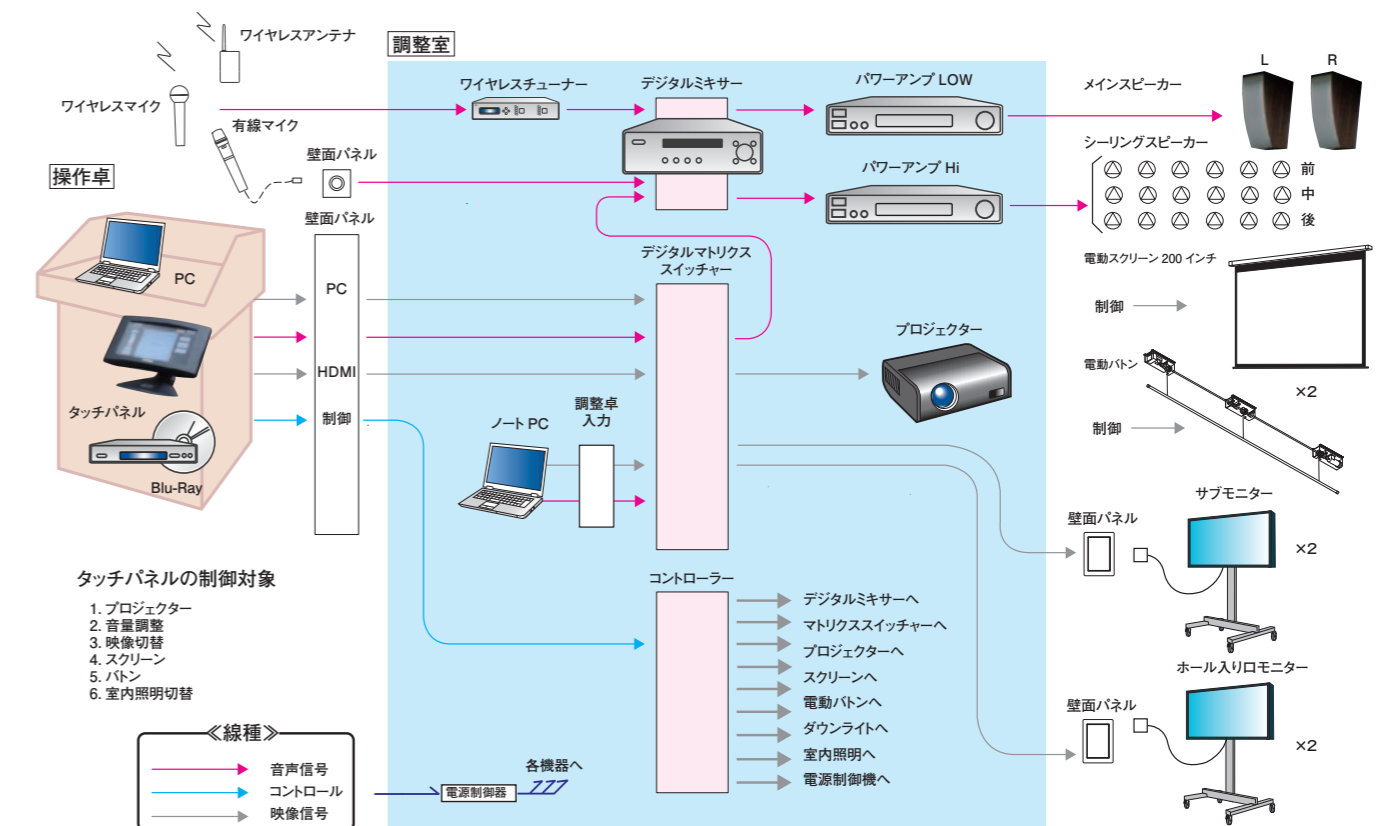 ワイヤレスアンテナ
調整室
ワイヤレスマイク
ワイヤレスチューナー
デジタルミキサー
パワーアンプ LOW
メインスピーカー
L
R
有線マイク
壁面パネル
操作卓
パワーアンプ Hi
シーリングスピーカー
前
中
後
壁面パネル
PC
PC
HDMI
制御
タッチパネル
Blu-Ray
デジタルマトリクス
スイッチャー
電動スクリーン 200 インチ
制御
×2
プロジェクター
電動バトン
制御
ノート PC
調整卓
入力
サブモニター
壁面パネル
×2
タッチパネルの制御対象
1. プロジェクター
2. 音量調整
3. 映像切替
4. スクリーン
5. バトン
6. 室内照明切替
コントローラー
デジタルミキサーへ
マトリクススイッチャーへ
プロジェクターへ
スクリーンへ
電動バトンへ
ダウンライトへ
室内照明へ
電源制御機へ
ホール入り口モニター
壁面パネル
×2
≪線種≫
音声信号
コントロール
映像信号
電源制御器
各機器へ